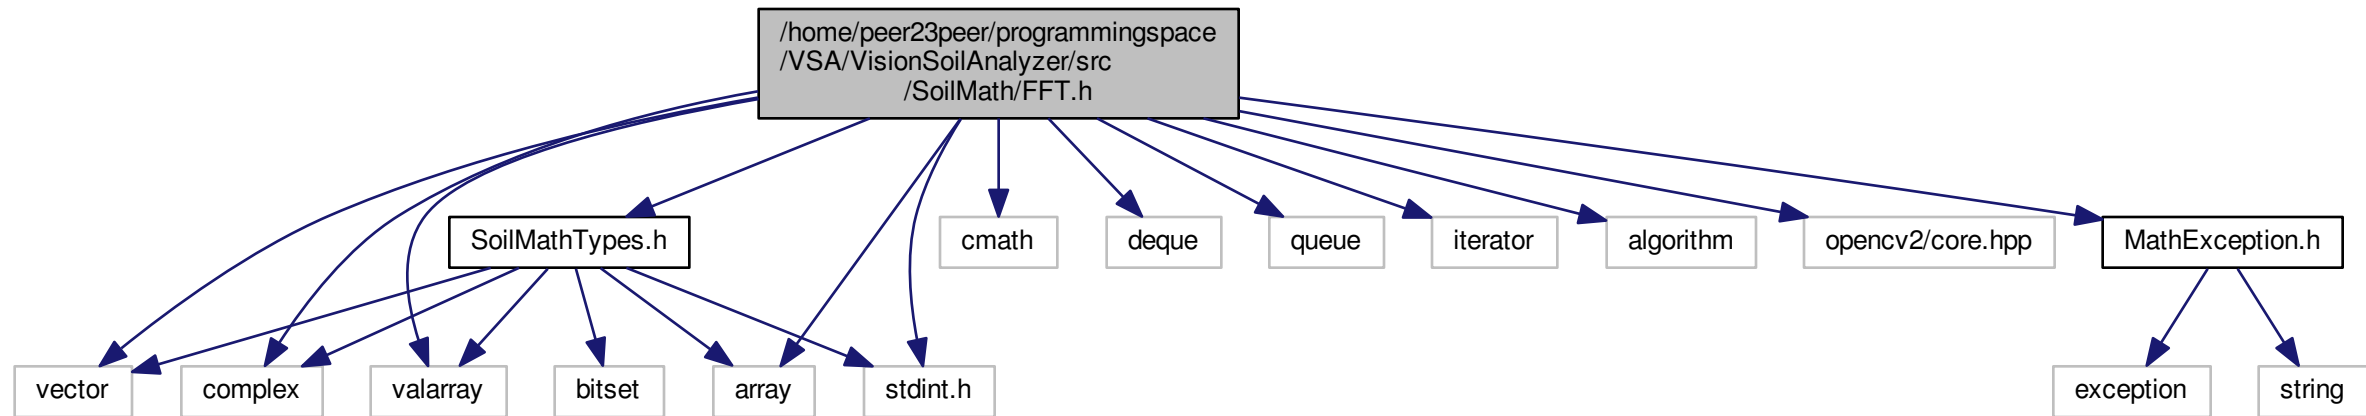 /home/peer23peer/programmingspace
/VSA/VisionSoilAnalyzer/src
/SoilMath/FFT.h
SoilMathTypes.h
cmath
deque
queue
iterator
algorithm
opencv2/core.hpp
MathException.h
vector
complex
valarray
bitset
array
stdint.h
exception
string